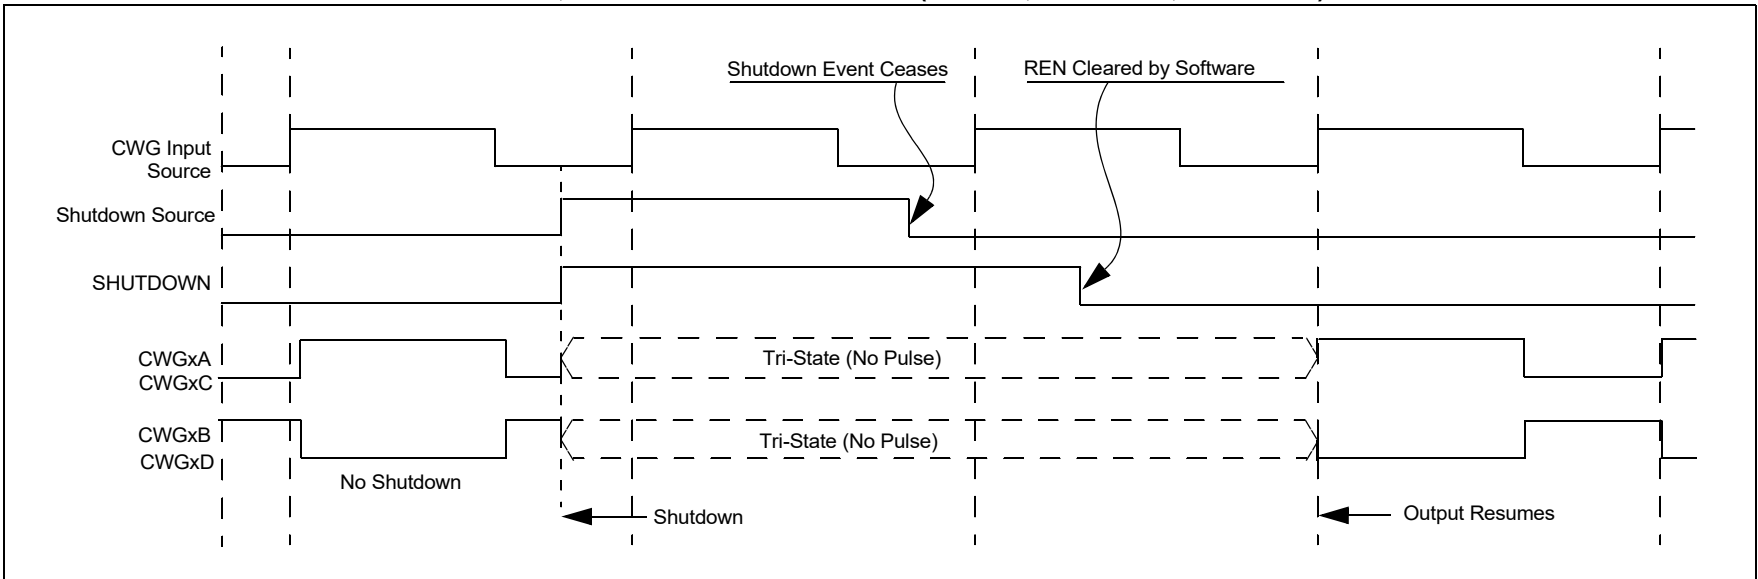 Shutdown Event Ceases
REN Cleared by Software
CWG Input
Source
Shutdown Source
SHUTDOWN
CWGxA
CWGxC
Tri-State (No Pulse)
CWGxB
CWGxD
Tri-State (No Pulse)
No Shutdown
Shutdown
Output Resumes